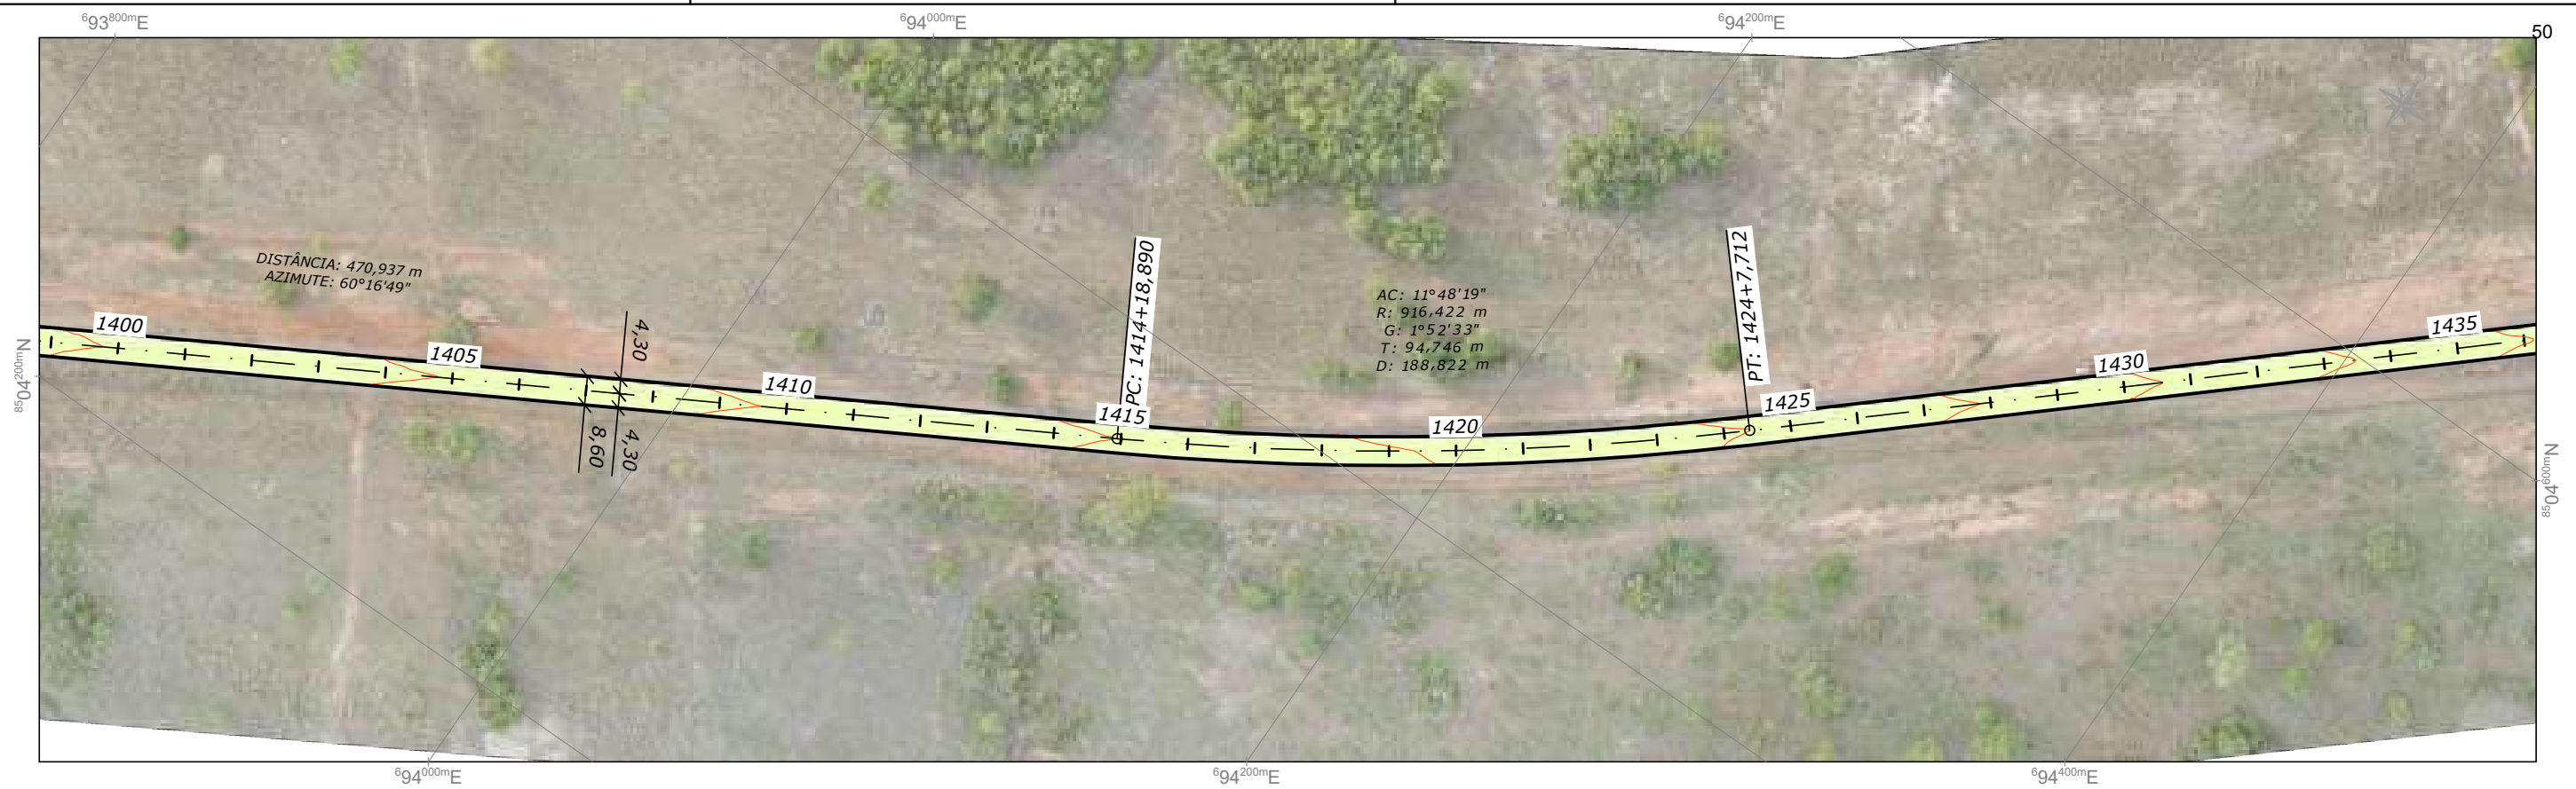 693800mE
694000mE
694200mE
50
DISTÂNCIA: 470,937 m
AZIMUTE: 60°16'49"
PC: 1414+18,890
AC: 11°48'19"
R: 916,422 m
G: 1°52'33"
T: 94,746 m
D: 188,822 m
PT: 1424+7,712
1400
1405
4,30
1410
1415
1420
1425
1430
1435
8,60
4,30
8504200mN
8504600mN
694000mE
694200mE
694400mE